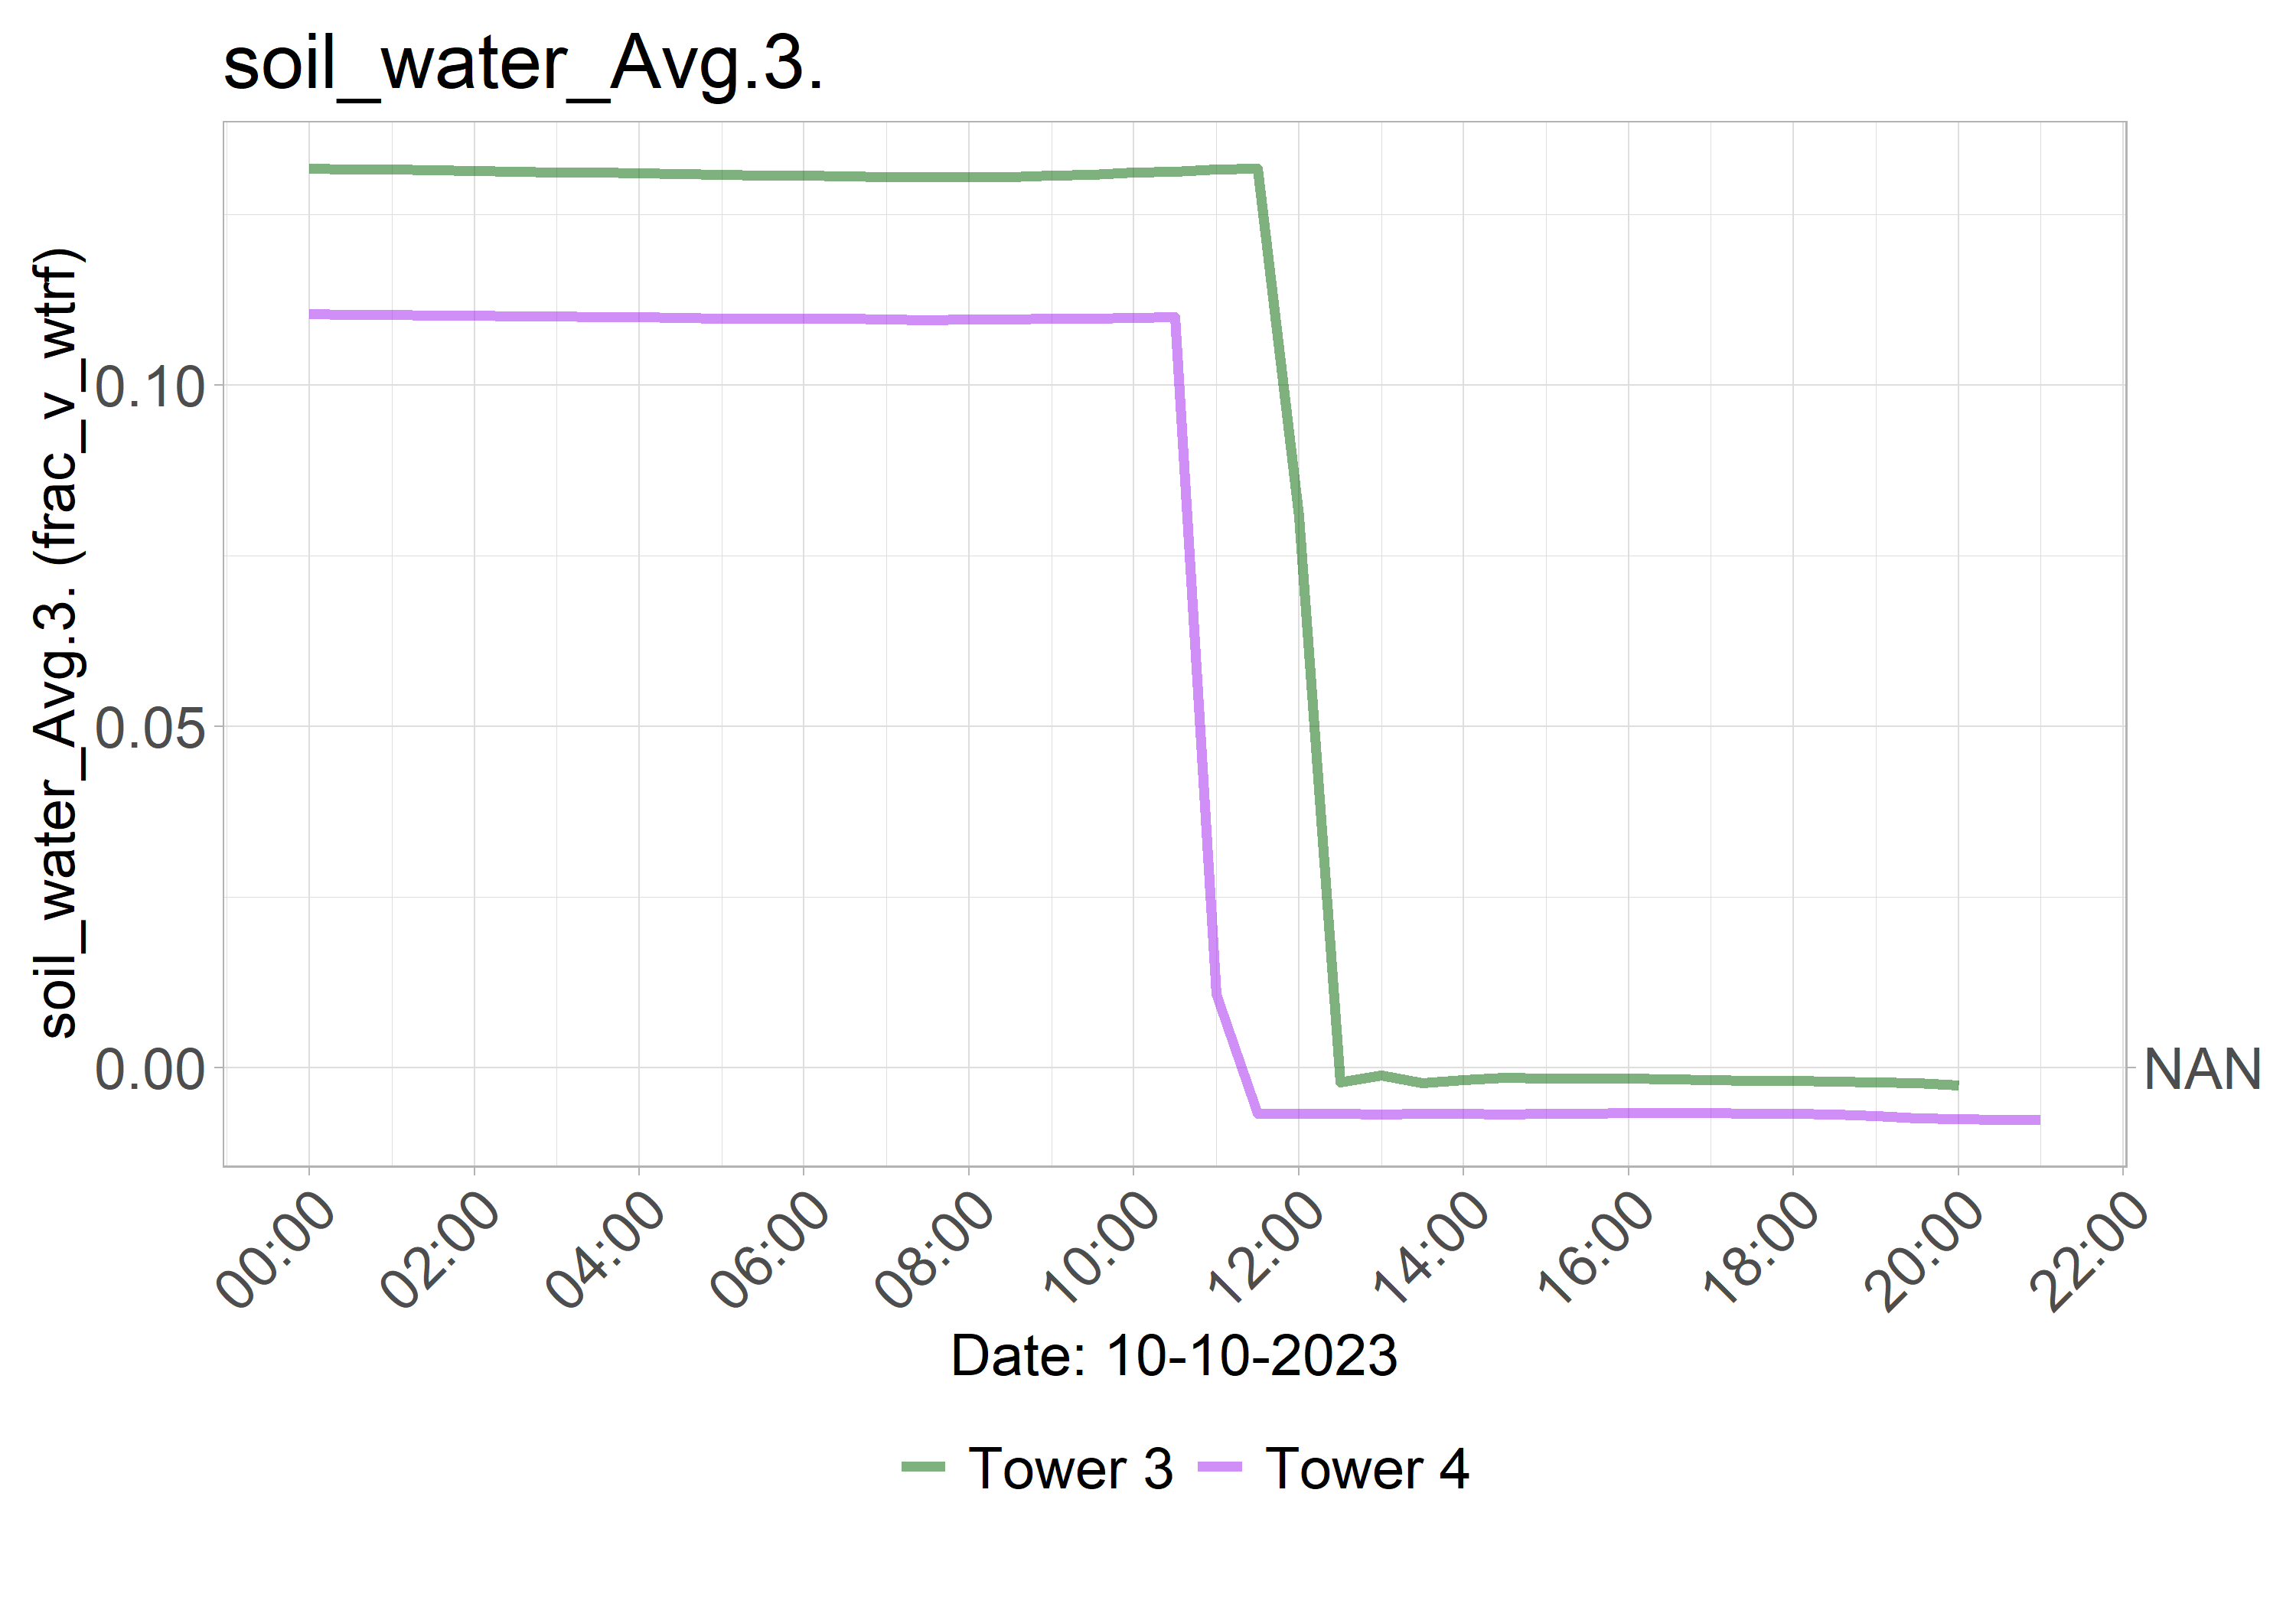 soil_water_Avg.3.
soil_water_Avg.3. (frac_v_wtrf)
0.10
0.05
0.00
NAN
00:00
02:00
04:00
06:00
08:00
10:00
12:00
14:00
16:00
18:00
20:00
22:00
Date: 10-10-2023
Tower 3
Tower 4